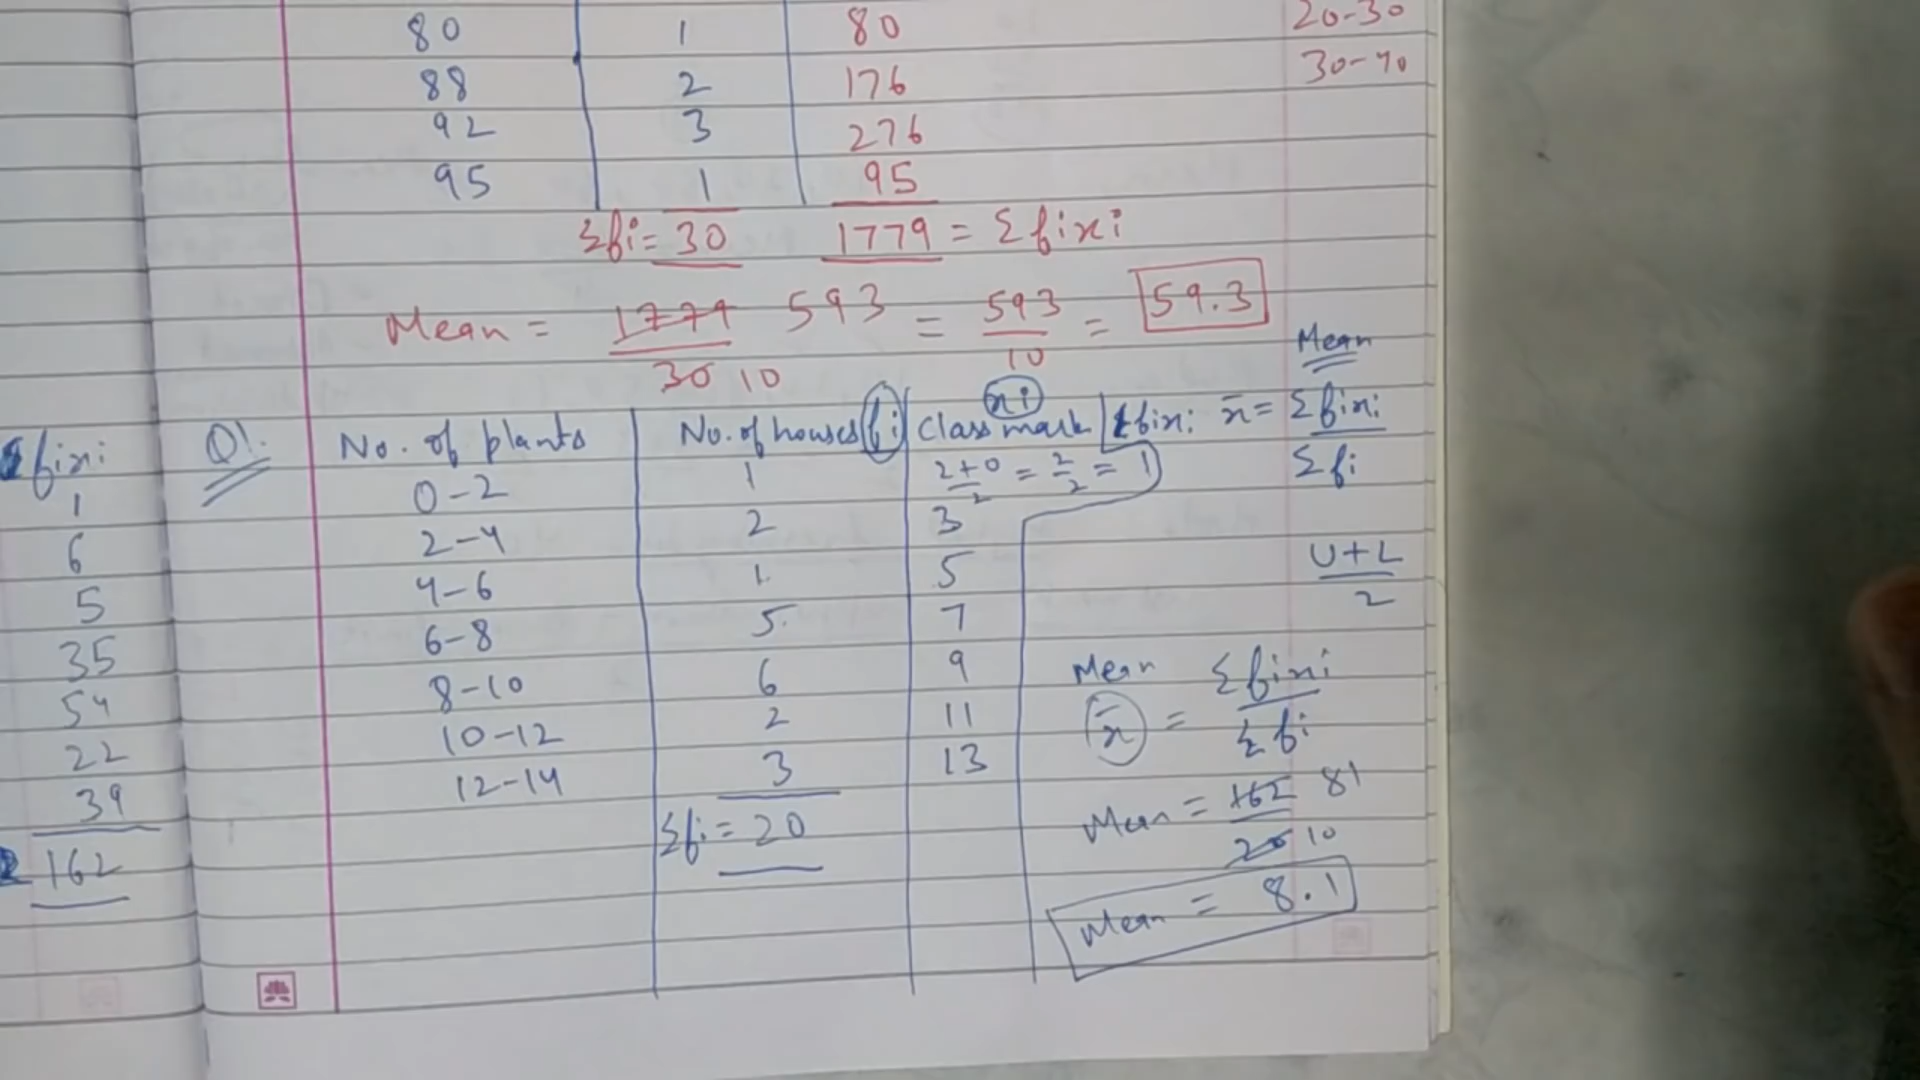 80 1 80 20-30
88 2 176 30-40
92 3 276
95 1 95
Σfi = 30 1779 = Σfixi
Mean = 1779 593 = 593 = 59.3
30 10 10
Mean
xi
Σfixi Q1. No. of plants No. of houses (fi) Class mark Σfixi x̄ = Σfixi
Σfi
1 0-2 1 2+0/2 = 2/2 = 1
6 2-4 2 3
5 4-6 1 5 U+L/2
35 6-8 5 7
54 8-10 6 9 Mean Σfixi
22 10-12 2 11 x̄ = Σfi
39 12-14 3 13 Mean = 162 81
162 Σfi = 20 20 10
Mean = 8.1